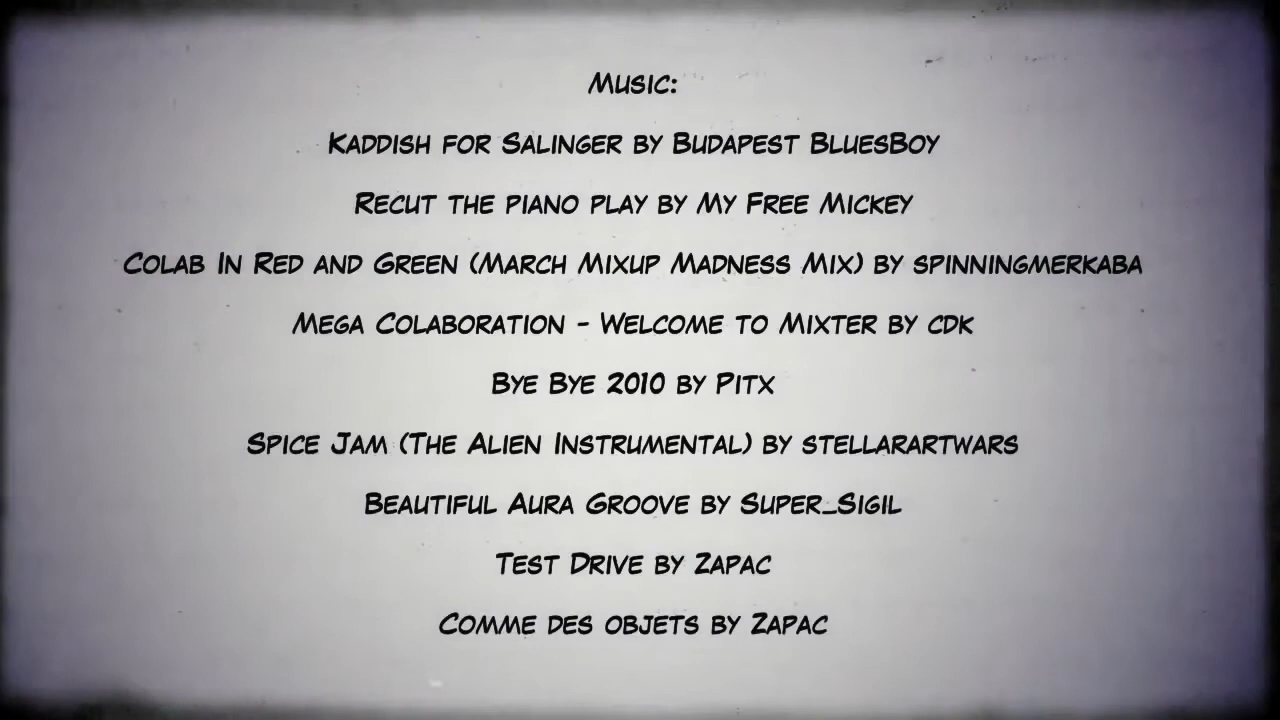 Music:
Kaddish for Salinger by Budapest BluesBoy
Recut the piano play by My Free Mickey
Colab In Red and Green (March Mixup Madness Mix) by spinningmerkaba
Mega Colaboration - Welcome to Mixter by cdk
Bye Bye 2010 by Pitx
Spice Jam (The Alien Instrumental) by stellarartwars
Beautiful Aura Groove by Super_Sigil
Test Drive by Zapac
Comme des objets by Zapac